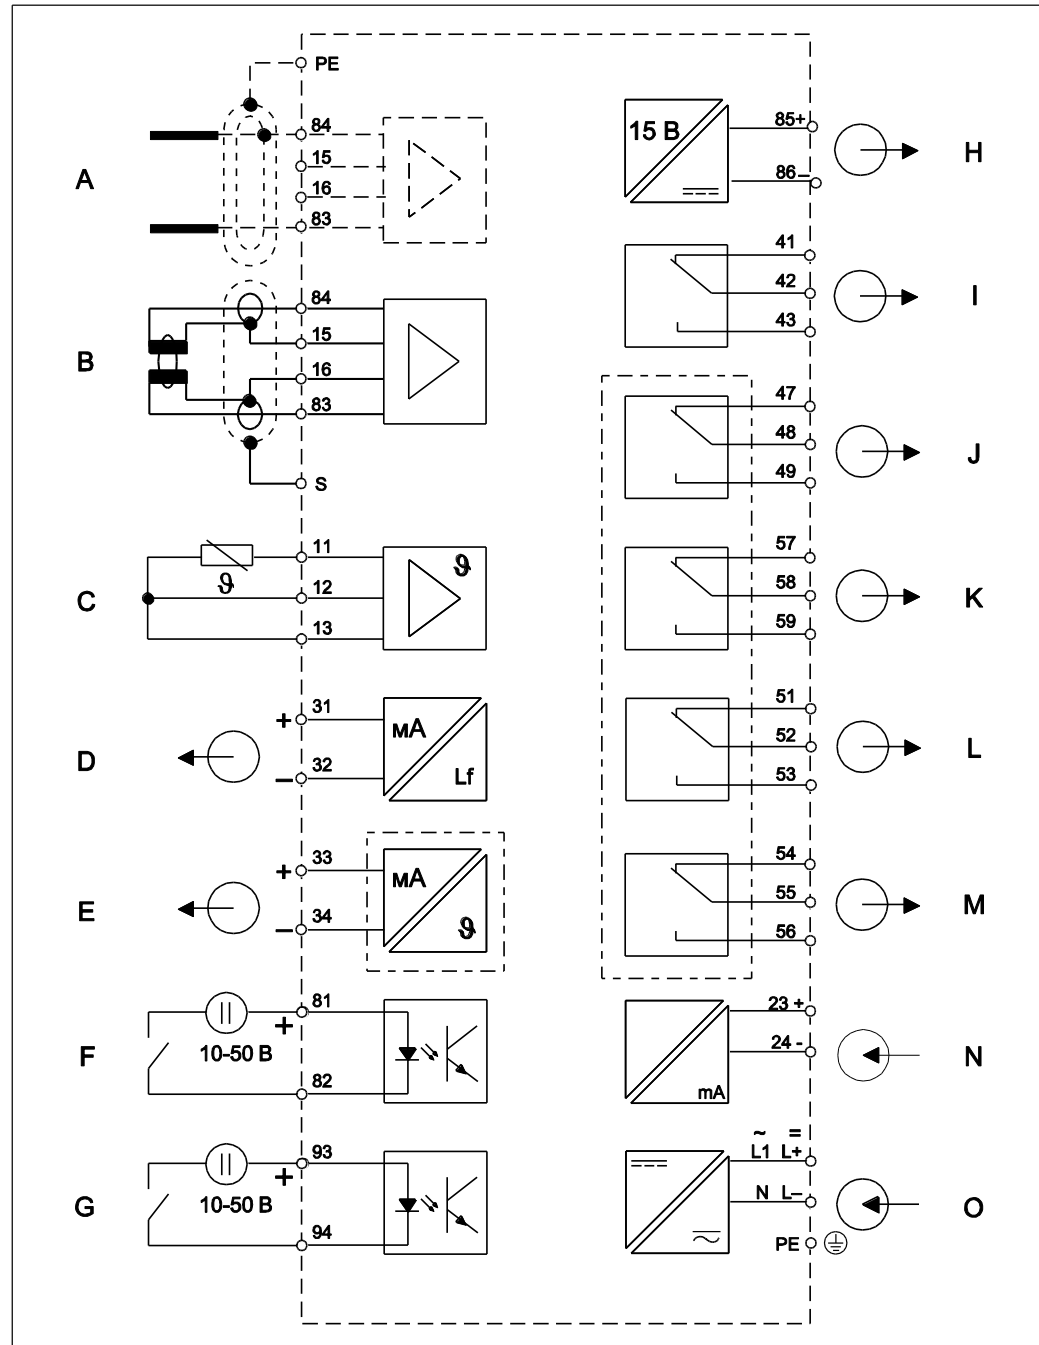 PE
84
15
16
83
A
84
15
16
83
B
S
11
12
13
C
ϑ
ϑ
+ 31
− 32
D
мА
Lf
+ 33
− 34
E
мА
ϑ
81
+
10-50 В
82
F
93
+
10-50 В
94
G
15 В
85+
86−
H
41
42
43
I
47
48
49
J
57
58
59
K
51
52
53
L
54
55
56
M
23 +
24 -
mA
N
~ =
L1 L+
N L−
PE
O